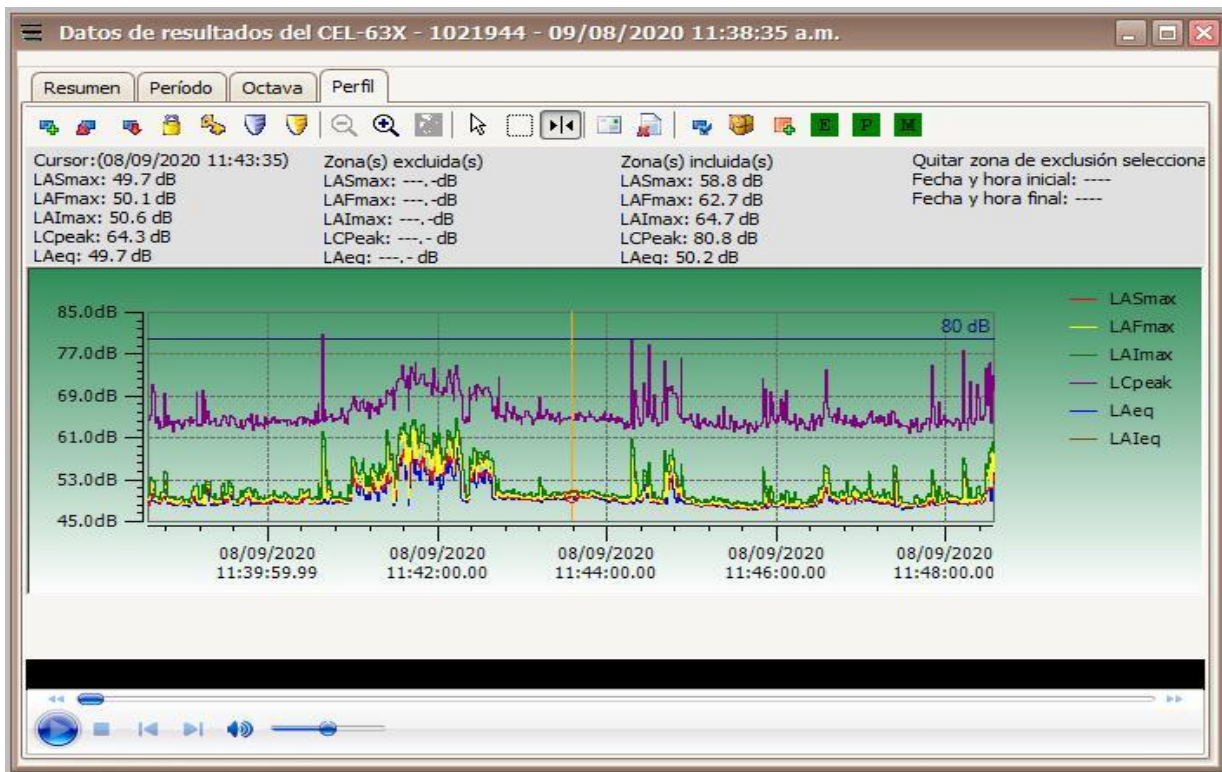 Datos de resultados del CEL-63X - 1021944 - 09/08/2020 11:38:35 a.m.
Resumen Período Octava Perfil
E P M
Cursor:(08/09/2020 11:43:35)
LASmax: 49.7 dB
LAFmax: 50.1 dB
LAImax: 50.6 dB
LCpeak: 64.3 dB
LAeq: 49.7 dB
Zona(s) excluida(s)
LASmax: ---.-dB
LAFmax: ---.-dB
LAImax: ---.-dB
LCPeak: ---.- dB
LAeq: ---.- dB
Zona(s) incluida(s)
LASmax: 58.8 dB
LAFmax: 62.7 dB
LAImax: 64.7 dB
LCPeak: 80.8 dB
LAeq: 50.2 dB
Quitar zona de exclusión selecciona
Fecha y hora inicial: ----
Fecha y hora final: ----
85.0dB
77.0dB
69.0dB
61.0dB
53.0dB
45.0dB
80 dB
LASmax
LAFmax
LAImax
LCpeak
LAeq
LAIeq
08/09/2020 08/09/2020 08/09/2020 08/09/2020 08/09/2020
11:39:59.99 11:42:00.00 11:44:00.00 11:46:00.00 11:48:00.00